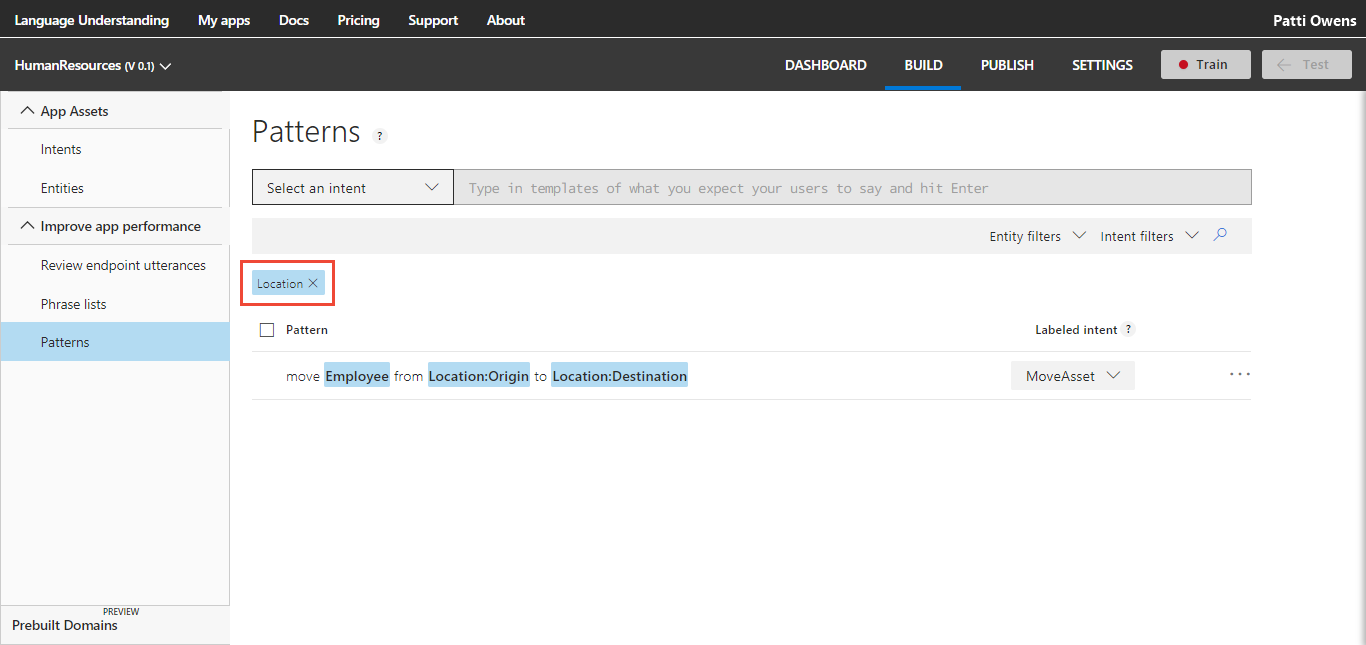 Language Understanding My apps Docs Pricing Support About Patti Owens
HumanResources (V 0.1) DASHBOARD BUILD PUBLISH SETTINGS Train Test
App Assets
Intents
Entities
Improve app performance
Review endpoint utterances
Phrase lists
Patterns
PREVIEW
Prebuilt Domains
Patterns ?
Select an intent Type in templates of what you expect your users to say and hit Enter
Entity filters Intent filters
Location
Pattern Labeled intent ?
move Employee from Location:Origin to Location:Destination MoveAsset ...